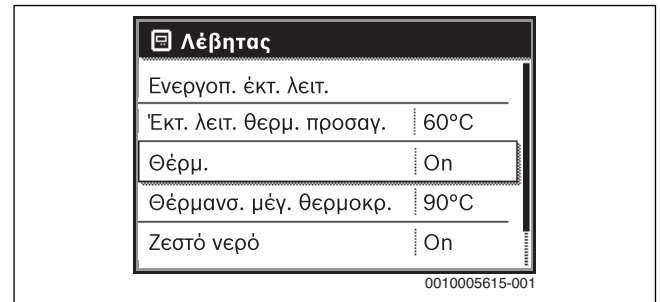 Λέβητας
Ενεργοπ. έκτ. λειτ.
Έκτ. λειτ. θερμ. προσαγ. 60°C
Θέρμ. On
Θέρμανσ. μέγ. θερμοκρ. 90°C
Ζεστό νερό On
0010005615-001